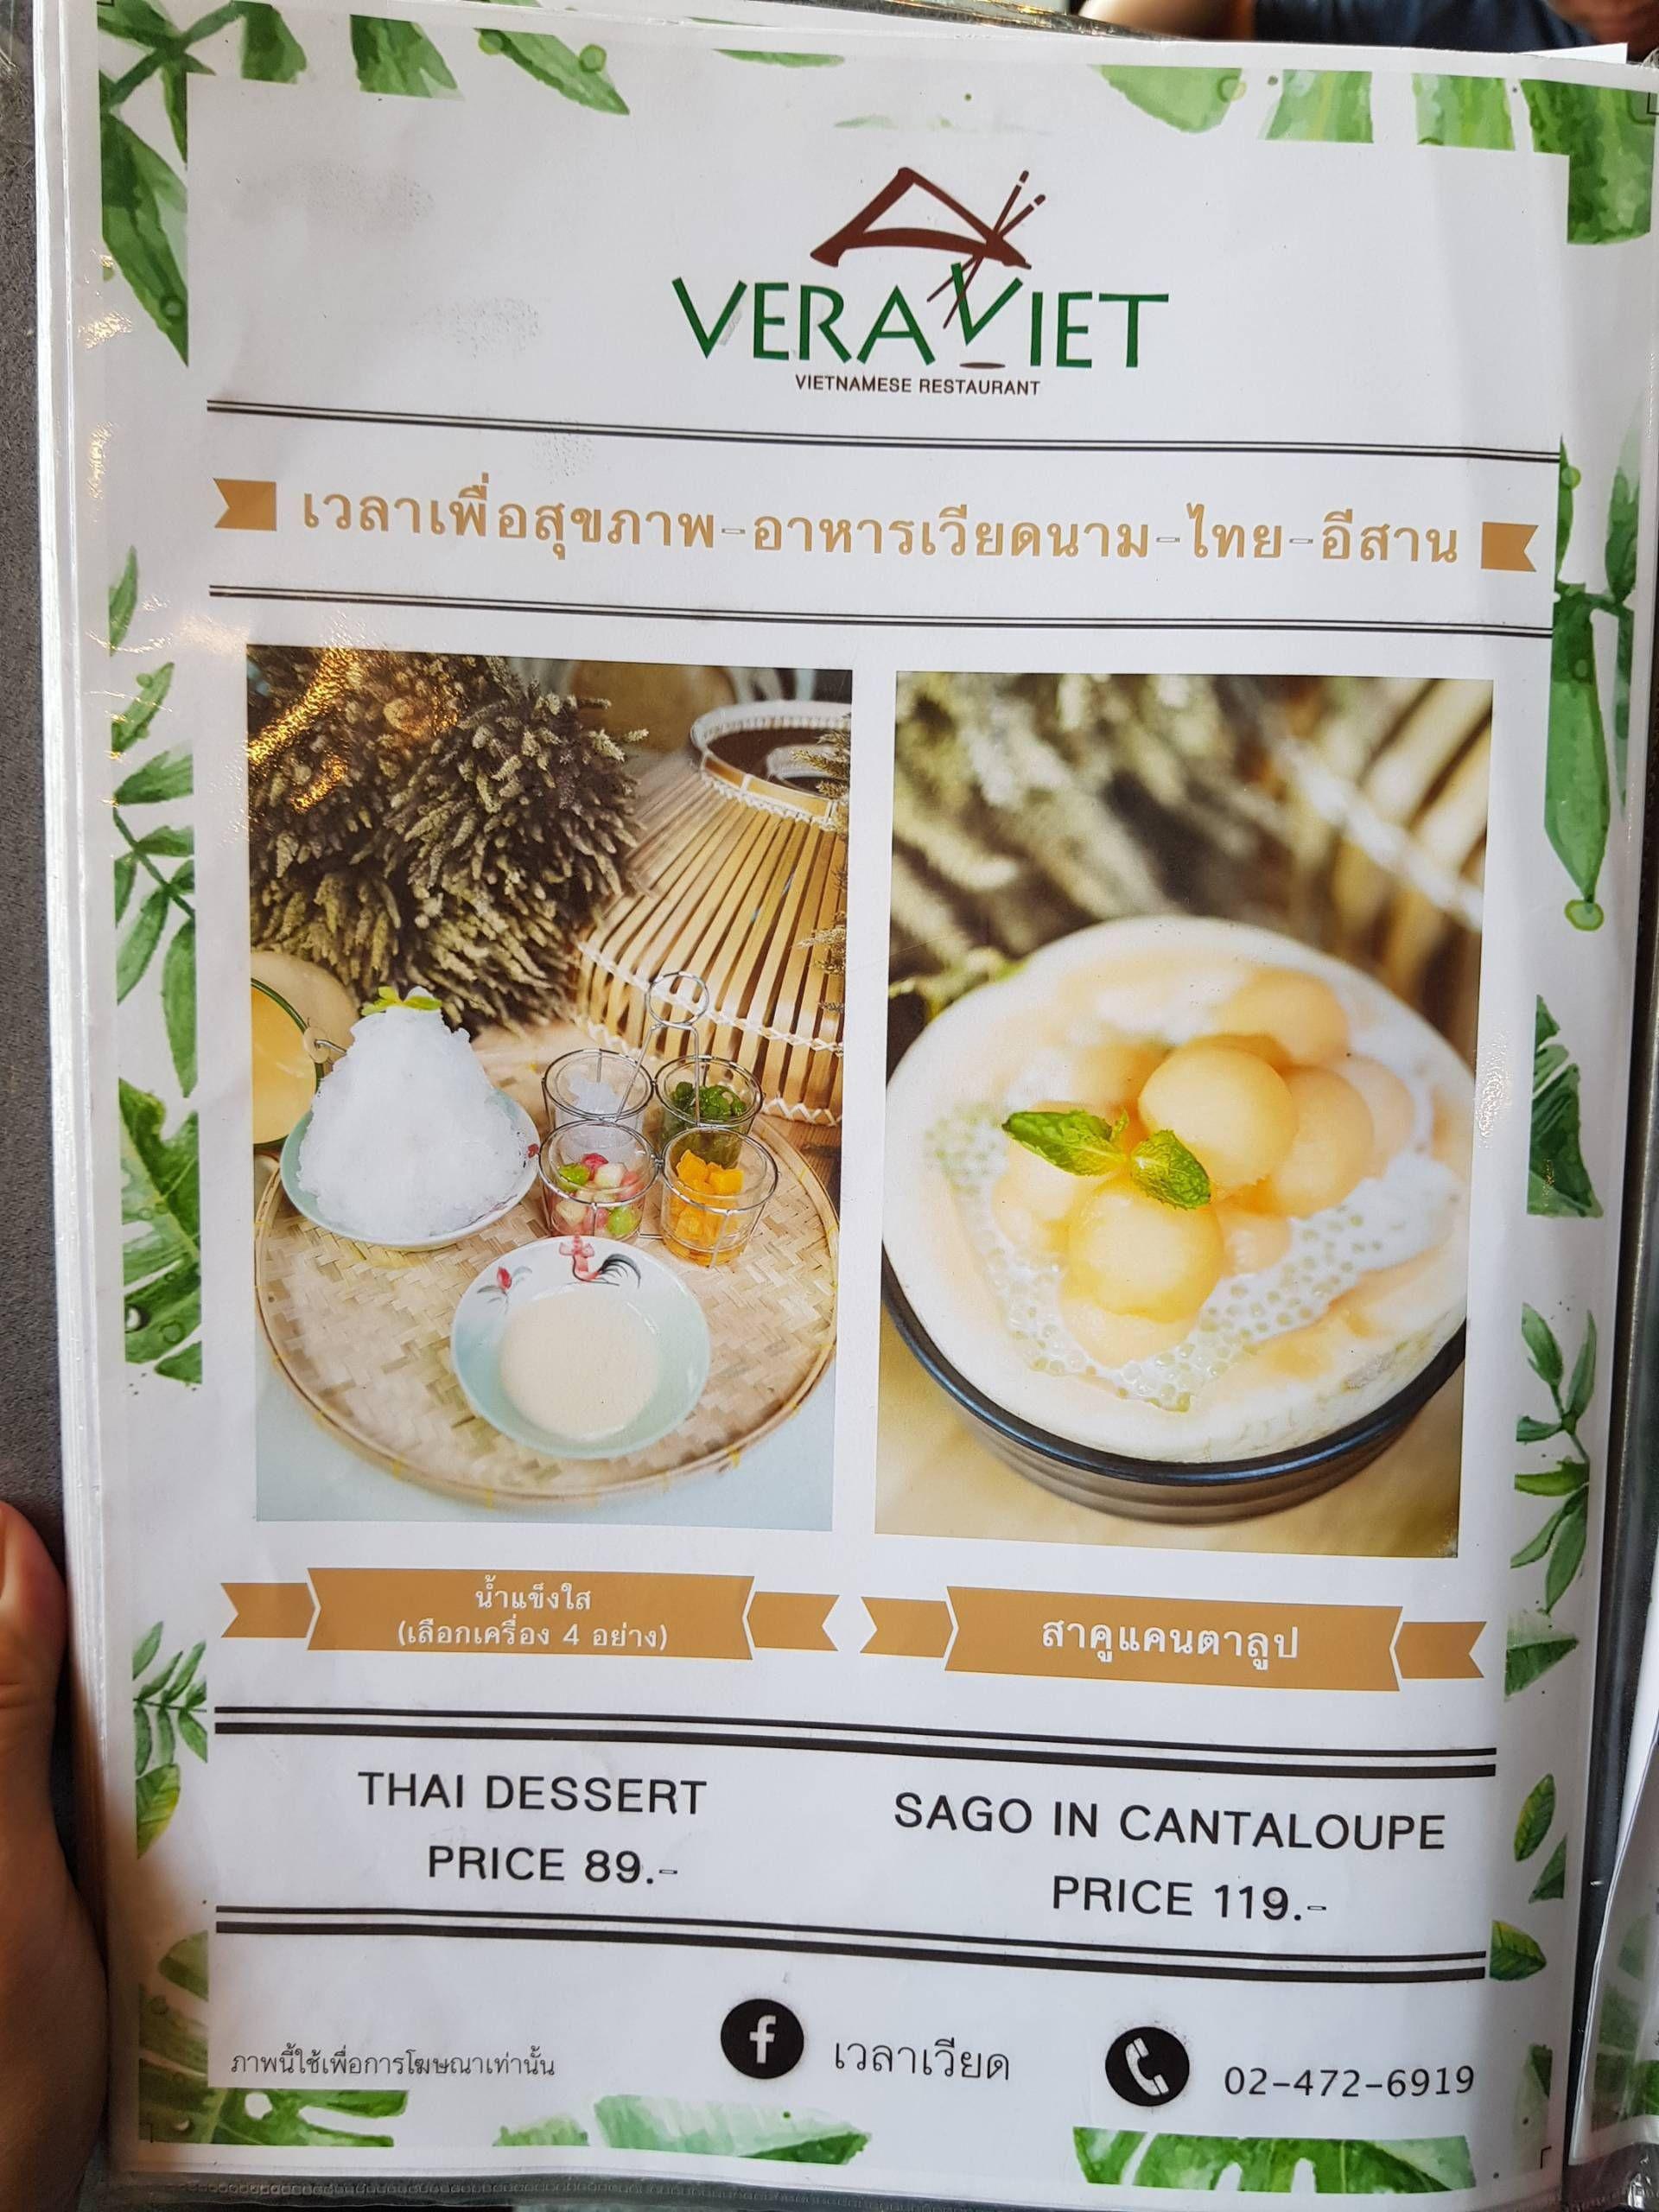 VERAVIET
VIETNAMESE RESTAURANT
เวลาเพื่อสุขภาพ-อาหารเวียดนาม-ไทย-อีสาน
น้ำแข็งใส
(เลือกเครื่อง 4 อย่าง)
สาคูแคนตาลูป
THAI DESSERT
PRICE 89.-
SAGO IN CANTALOUPE
PRICE 119.-
ภาพนี้ใช้เพื่อการโฆษณาเท่านั้น
f เวลาเวียด
02-472-6919